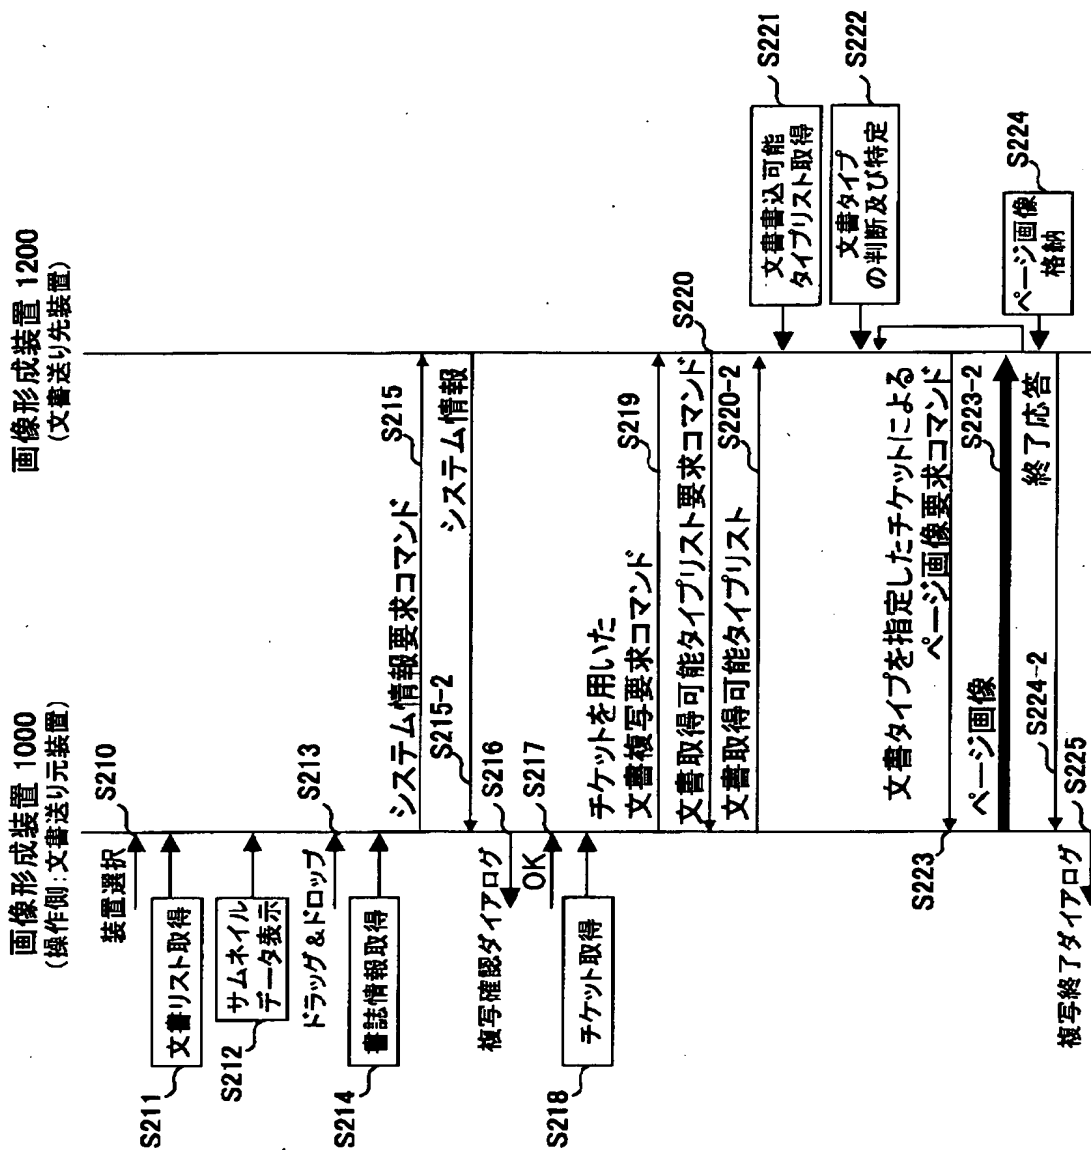 画像形成装置 1000
(操作側:文書送り元装置)
画像形成装置 1200
(文書送り先装置)
装置選択
S210
文書リスト取得
S211
サムネイル
データ表示
S212
ドラッグ&ドロップ
S213
書誌情報取得
S214
システム情報要求コマンド
S215
S215-2
システム情報
複写確認ダイアログ
S216
OK
S217
チケット取得
S218
チケットを用いた
文書複写要求コマンド
S219
文書取得可能タイプリスト要求コマンド
S220
文書取得可能タイプリスト
S220-2
文書書込可能
タイプリスト取得
S221
文書タイプ
の判断及び特定
S222
文書タイプを指定したチケットによる
ページ画像要求コマンド
S223
ページ画像
S223-2
ページ画像
格納
S224
S224-2
終了応答
複写終了ダイアログ
S225